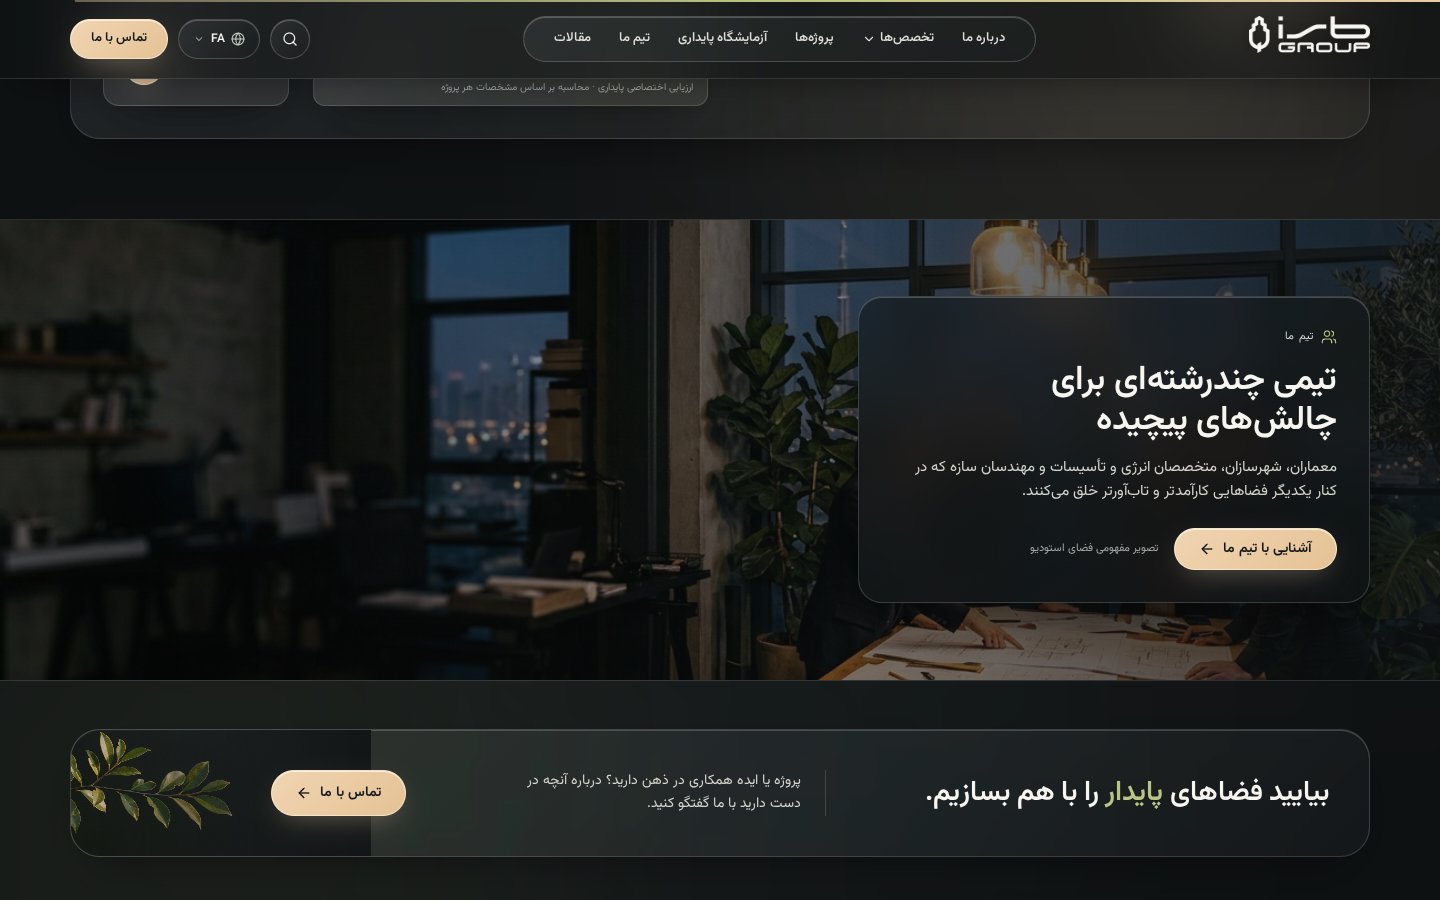 isrb
GROUP
درباره ما
تخصص‌ها
پروژه‌ها
آزمایشگاه پایداری
تیم ما
مقالات
FA
تماس با ما
ارزیابی اختصاصی پایداری · محاسبه بر اساس مشخصات هر پروژه
تیم ما
تیمی چندرشته‌ای برای
چالش‌های پیچیده
معماران، شهرسازان، متخصصان انرژی و تأسیسات و مهندسان سازه که در
کنار یکدیگر فضاهایی کارآمدتر و تاب‌آورتر خلق می‌کنند.
آشنایی با تیم ما
تصویر مفهومی فضای استودیو
بیایید فضاهای پایدار را با هم بسازیم.
پروژه یا ایده همکاری در ذهن دارید؟ درباره آنچه در
دست دارید با ما گفتگو کنید.
تماس با ما